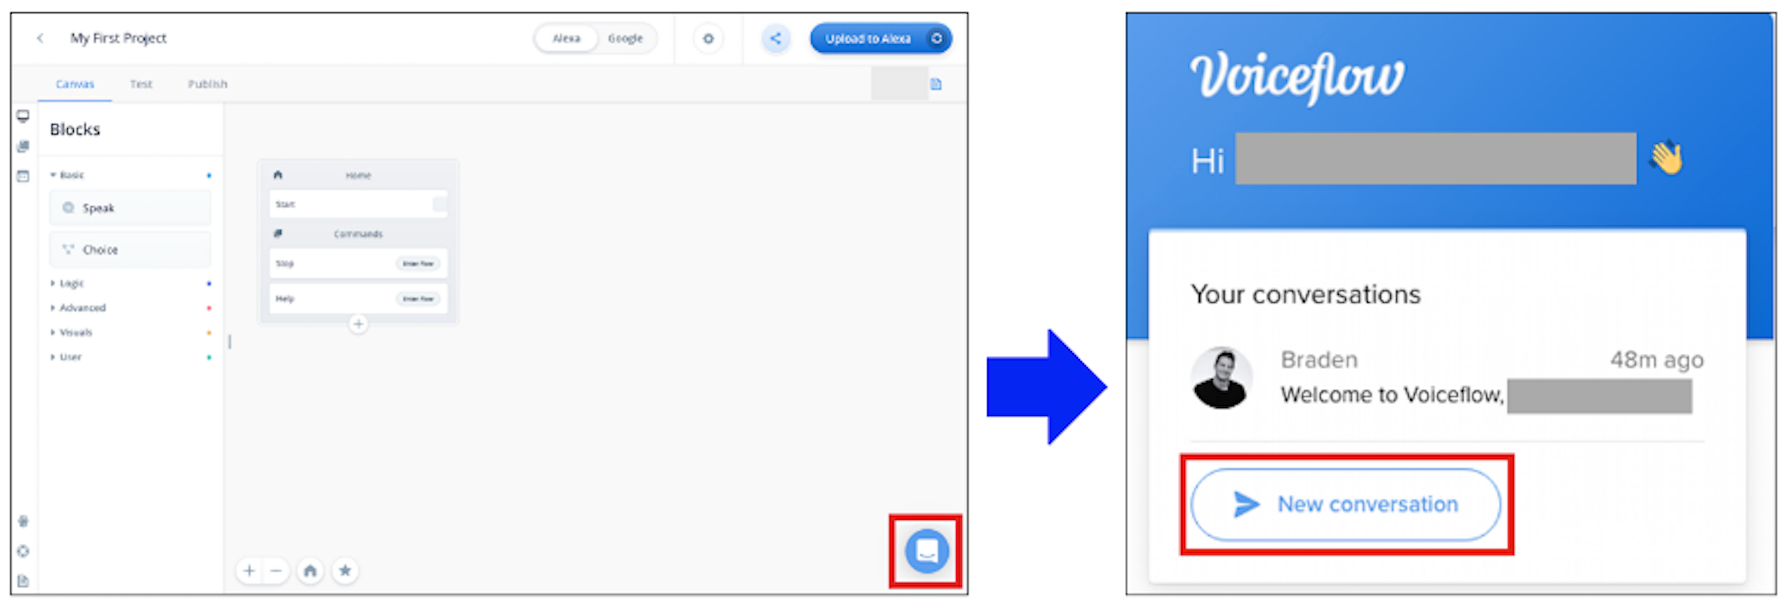 My First Project
Alexa Google
Upload to Alexa
Canvas Test Publish
Blocks
Basic
Speak
Choice
Logic
Advanced
Visuals
User
Home
Start
Commands
Stop Enter flow
Help Enter flow
Voiceflow
Hi
Your conversations
Braden 48m ago
Welcome to Voiceflow,
New conversation